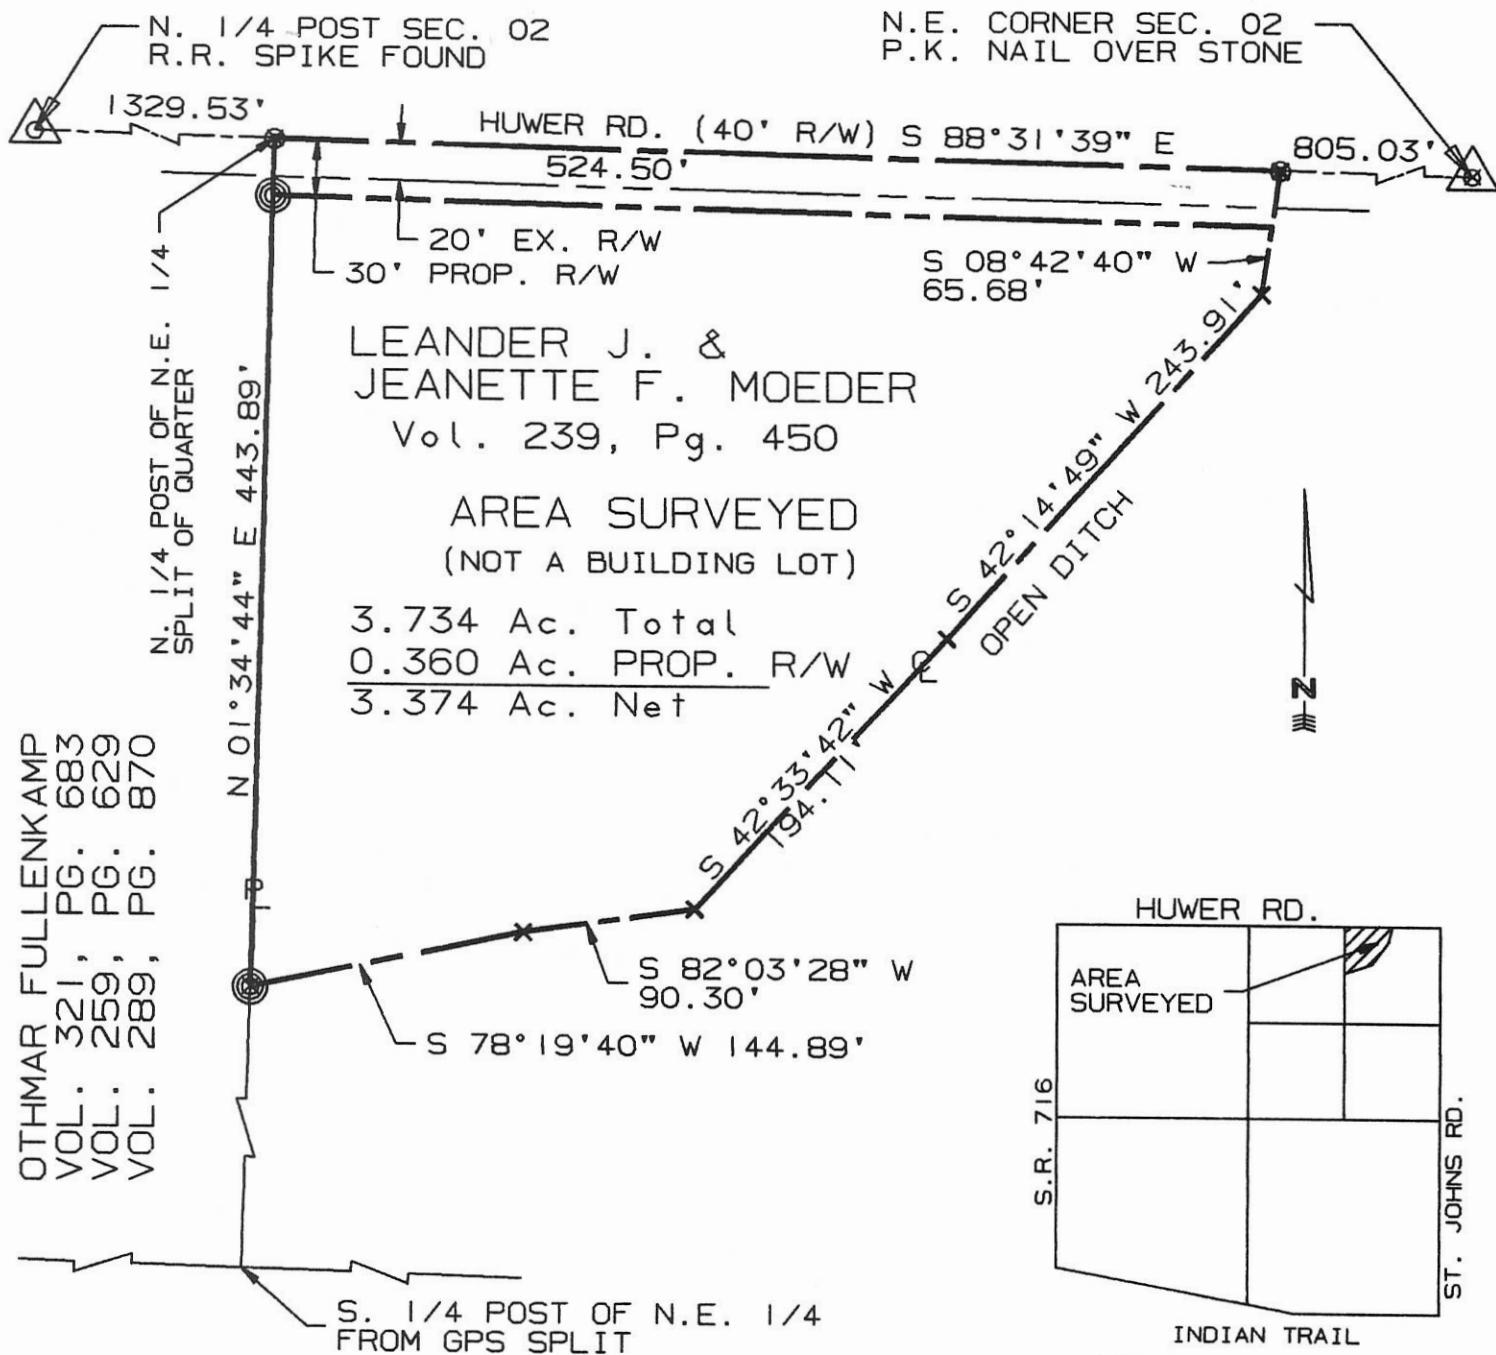 N. 1/4 POST SEC. 02
R.R. SPIKE FOUND
N.E. CORNER SEC. 02
P.K. NAIL OVER STONE
1329.53'
HUWER RD. (40' R/W) S 88°31'39" E
805.03'
524.50'
20' EX. R/W
30' PROP. R/W
S 08°42'40" W
65.68'
N. 1/4 POST OF N.E. 1/4
SPLIT OF QUARTER
LEANDER J. &
JEANETTE F. MOEDER
Vol. 239, Pg. 450
AREA SURVEYED
(NOT A BUILDING LOT)
3.734 Ac. Total
0.360 Ac. PROP. R/W
3.374 Ac. Net
N 01°34'44" E 443.89'
S 42°14'49" W 243.91'
OPEN DITCH
CL
S 42°33'42" W
194.11'
N
PL
OTHMAR FULLENKAMP
VOL. 321, PG. 683
VOL. 259, PG. 629
VOL. 289, PG. 870
S 82°03'28" W
90.30'
S 78°19'40" W 144.89'
S. 1/4 POST OF N.E. 1/4
FROM GPS SPLIT
HUWER RD.
AREA
SURVEYED
S.R. 716
ST. JOHNS RD.
INDIAN TRAIL